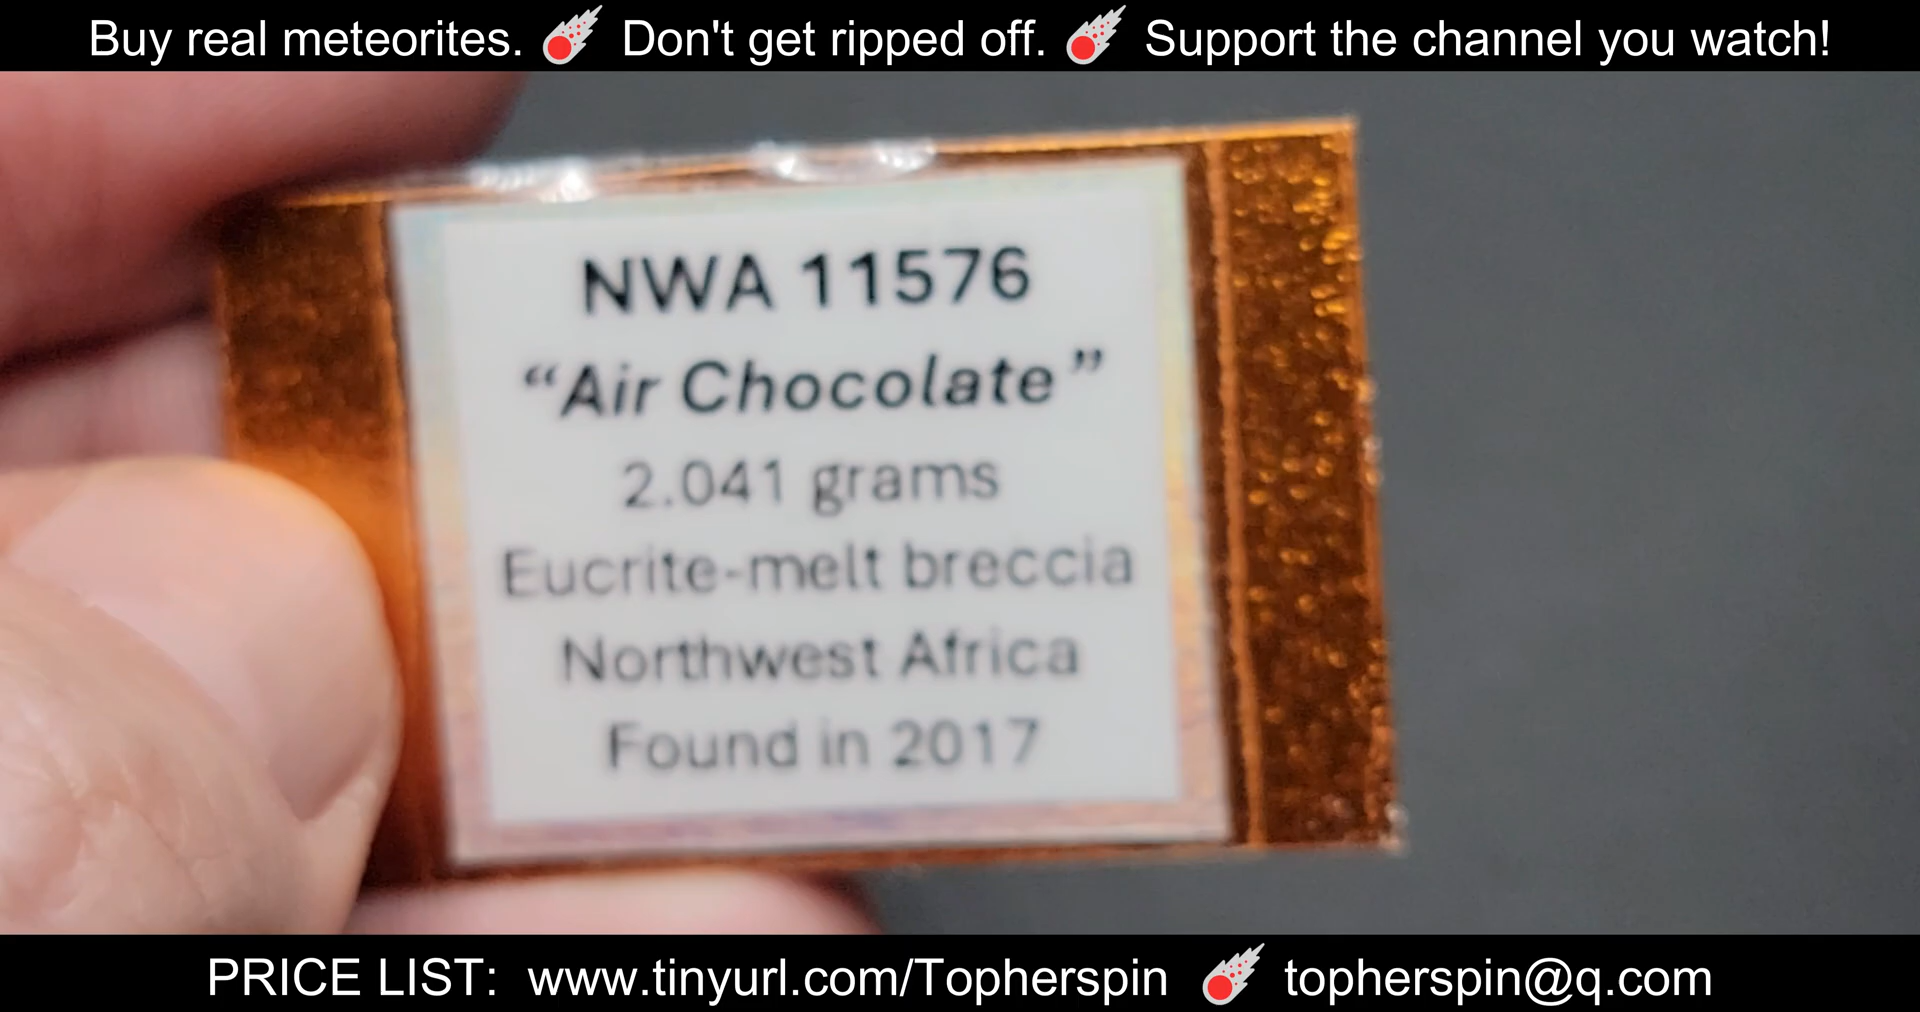 Buy real meteorites. Don't get ripped off. Support the channel you watch!
NWA 11576
“Air Chocolate”
2.041 grams
Eucrite-melt breccia
Northwest Africa
Found in 2017
PRICE LIST: www.tinyurl.com/Topherspin topherspin@q.com